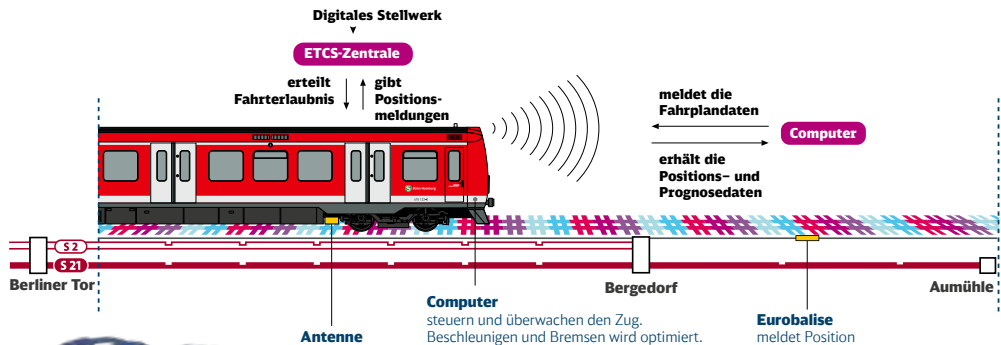 Digitales Stellwerk
ETCS-Zentrale
erteilt
Fahrterlaubnis
gibt
Positions-
meldungen
meldet die
Fahrplandaten
Computer
erhält die
Positions– und
Prognosedaten
S 2
S 21
Berliner Tor
Bergedorf
Aumühle
Antenne
Computer
steuern und überwachen den Zug.
Beschleunigen und Bremsen wird optimiert.
Eurobalise
meldet Position